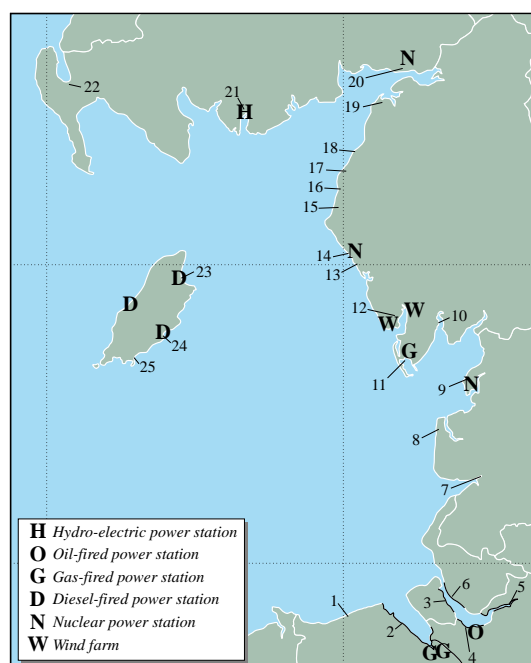 N
20
22
21
H
19
18
17
16
15
14 N
13
D 23
D
12 W W 10
D
24
25
G
11
9 N
8
7
H Hydro-electric power station
O Oil-fired power station
G Gas-fired power station
D Diesel-fired power station
N Nuclear power station
W Wind farm
6
5
1
3
2
O
G G
4